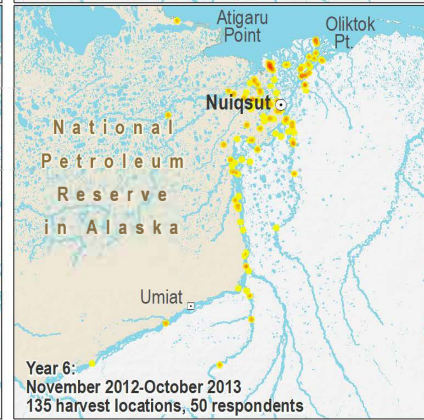 Atigaru
Point
Oliktok
Pt.
Nuiqsut
National
Petroleum
Reserve
in Alaska
Umiat
Year 6:
November 2012-October 2013
135 harvest locations, 50 respondents